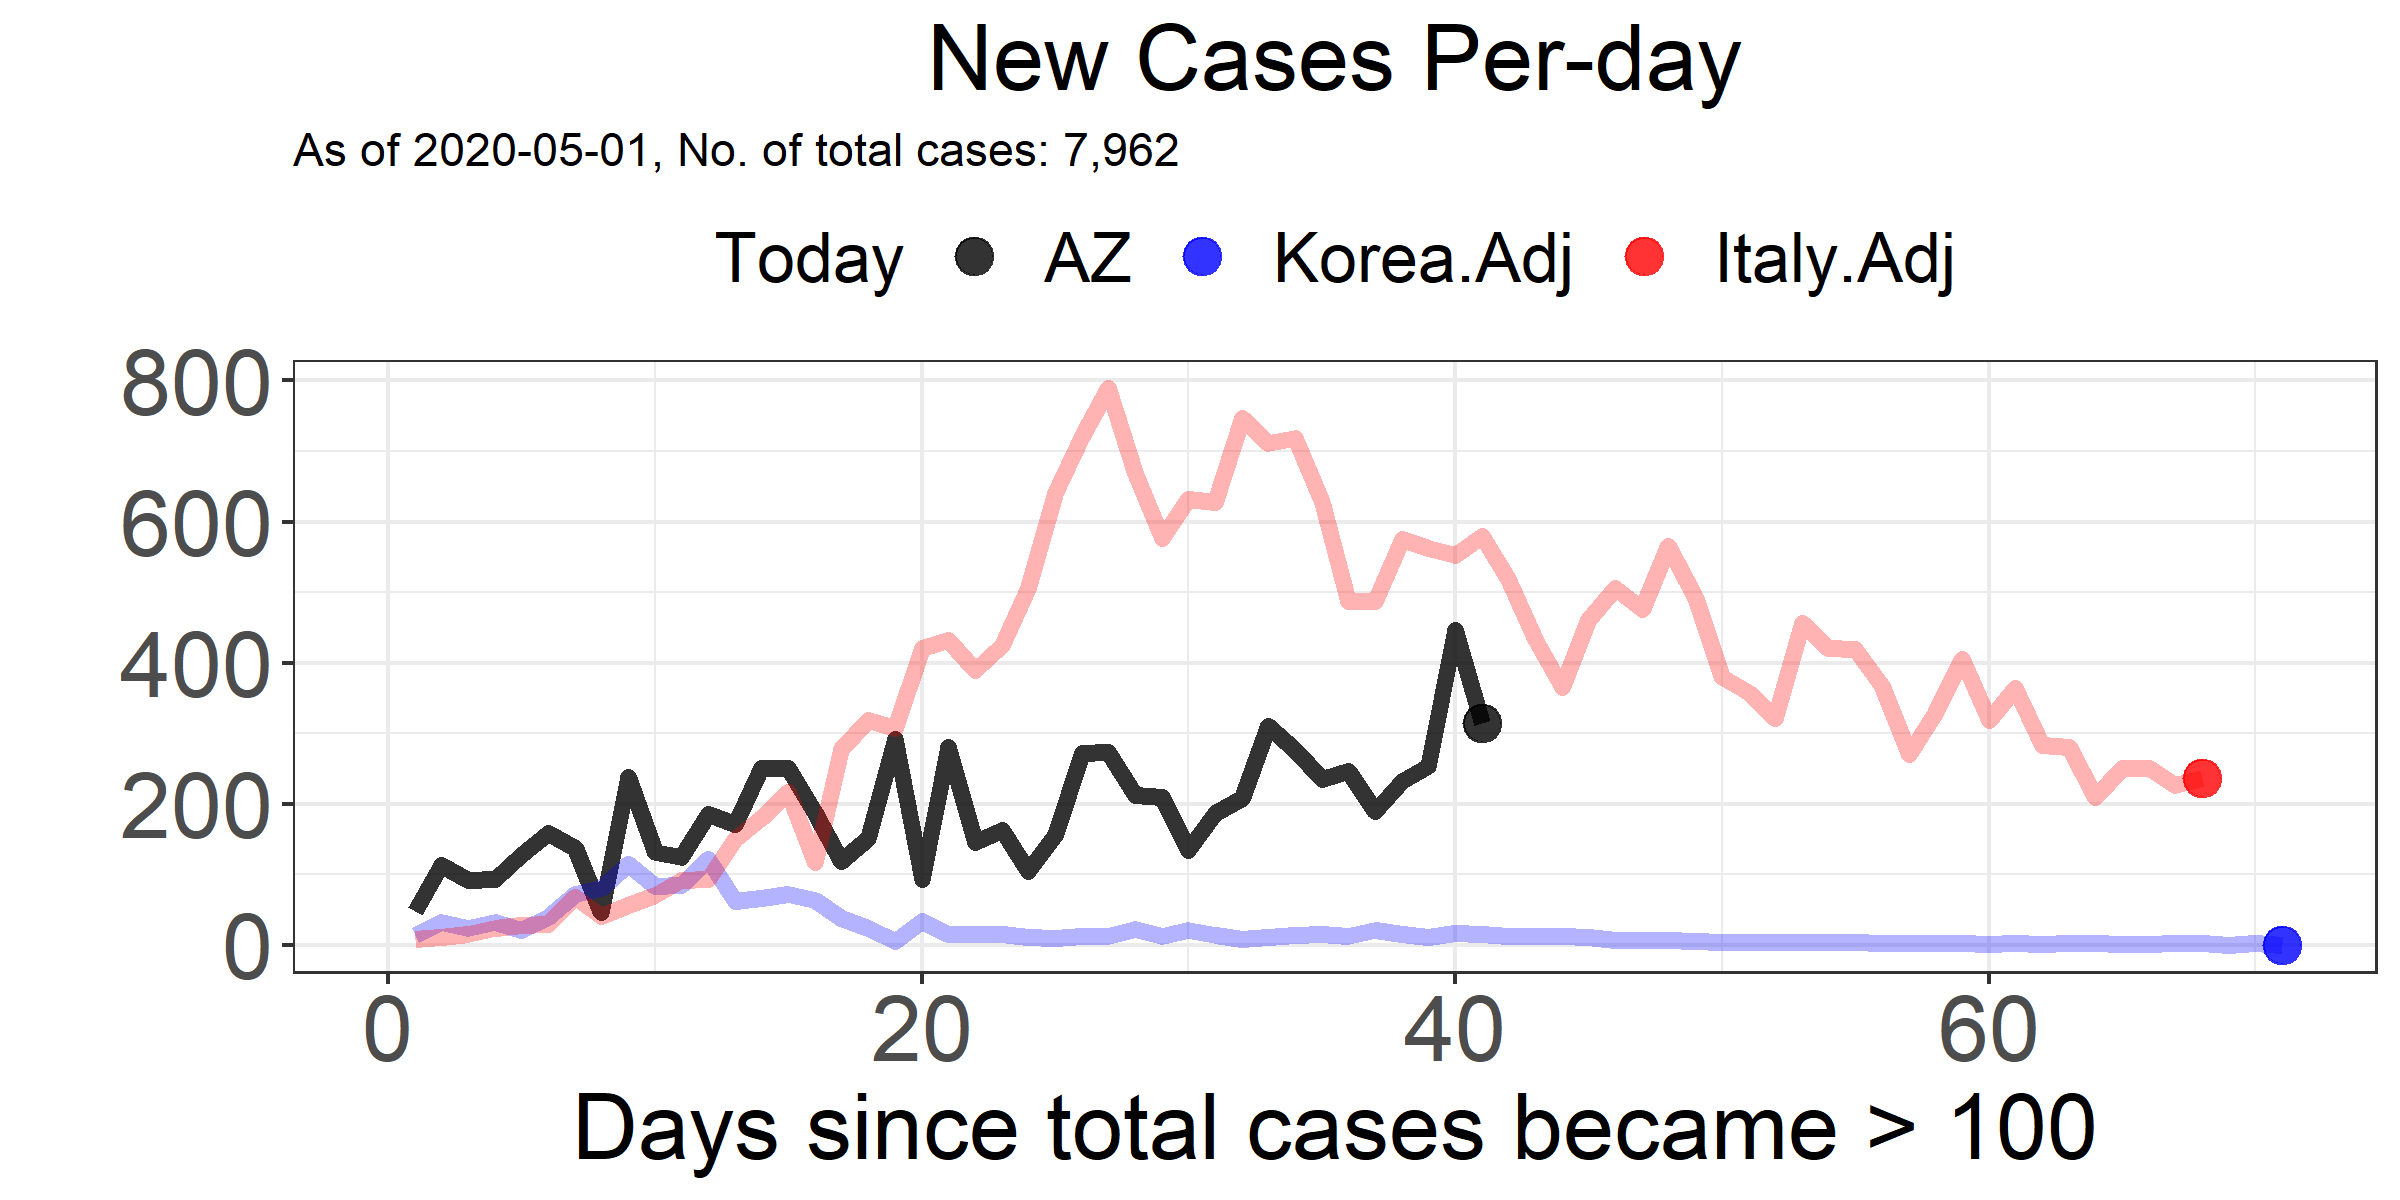 New Cases Per-day
As of 2020-05-01, No. of total cases: 7,962
Today AZ Korea.Adj Italy.Adj
800
600
400
200
0
0 20 40 60
Days since total cases became > 100